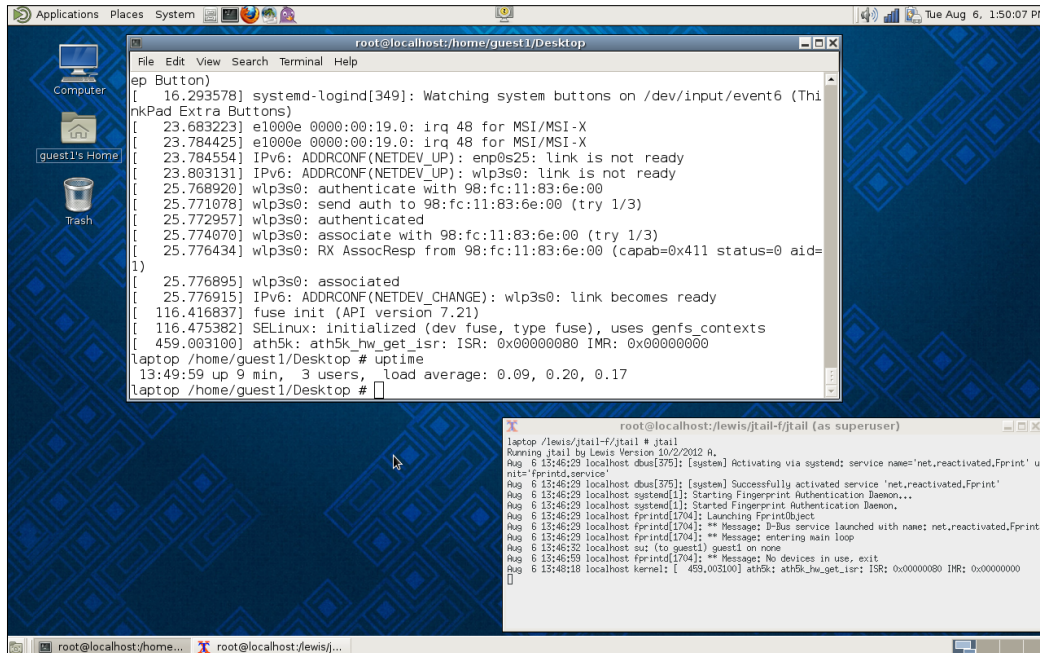 Applications Places System
Tue Aug 6, 1:50:07 PM
Computer
guest1's Home
Trash
root@localhost:/home/guest1/Desktop
File Edit View Search Terminal Help
ep Button)
[   16.293578] systemd-logind[349]: Watching system buttons on /dev/input/event6 (Thi
nkPad Extra Buttons)
[   23.683223] e1000e 0000:00:19.0: irq 48 for MSI/MSI-X
[   23.784425] e1000e 0000:00:19.0: irq 48 for MSI/MSI-X
[   23.784554] IPv6: ADDRCONF(NETDEV_UP): enp0s25: link is not ready
[   23.803131] IPv6: ADDRCONF(NETDEV_UP): wlp3s0: link is not ready
[   25.768920] wlp3s0: authenticate with 98:fc:11:83:6e:00
[   25.771078] wlp3s0: send auth to 98:fc:11:83:6e:00 (try 1/3)
[   25.772957] wlp3s0: authenticated
[   25.774070] wlp3s0: associate with 98:fc:11:83:6e:00 (try 1/3)
[   25.776434] wlp3s0: RX AssocResp from 98:fc:11:83:6e:00 (capab=0x411 status=0 aid=
1)
[   25.776895] wlp3s0: associated
[   25.776915] IPv6: ADDRCONF(NETDEV_CHANGE): wlp3s0: link becomes ready
[  116.416837] fuse init (API version 7.21)
[  116.475382] SELinux: initialized (dev fuse, type fuse), uses genfs_contexts
[  459.003100] ath5k: ath5k_hw_get_isr: ISR: 0x00000080 IMR: 0x00000000
laptop /home/guest1/Desktop # uptime
 13:49:59 up 9 min,  3 users,  load average: 0.09, 0.20, 0.17
laptop /home/guest1/Desktop #
root@localhost:/lewis/jtail-f/jtail (as superuser)
laptop /lewis/jtail-f/jtail # jtail
Running jtail by Lewis Version 10/2/2012 A.
Aug  6 13:46:29 localhost dbus[375]: [system] Activating via systemd: service name='net.reactivated.Fprint' u
nit='fprintd.service'
Aug  6 13:46:29 localhost dbus[375]: [system] Successfully activated service 'net.reactivated.Fprint'
Aug  6 13:46:29 localhost systemd[1]: Starting Fingerprint Authentication Daemon...
Aug  6 13:46:29 localhost systemd[1]: Started Fingerprint Authentication Daemon.
Aug  6 13:46:29 localhost fprintd[1704]: Launching FprintObject
Aug  6 13:46:29 localhost fprintd[1704]: ** Message: D-Bus service launched with name: net.reactivated.Fprint
Aug  6 13:46:29 localhost fprintd[1704]: ** Message: entering main loop
Aug  6 13:46:32 localhost su: (to guest1) guest1 on none
Aug  6 13:46:59 localhost fprintd[1704]: ** Message: No devices in use, exit
Aug  6 13:48:18 localhost kernel: [  459.003100] ath5k: ath5k_hw_get_isr: ISR: 0x00000080 IMR: 0x00000000
root@localhost:/home...
root@localhost:/lewis/j...